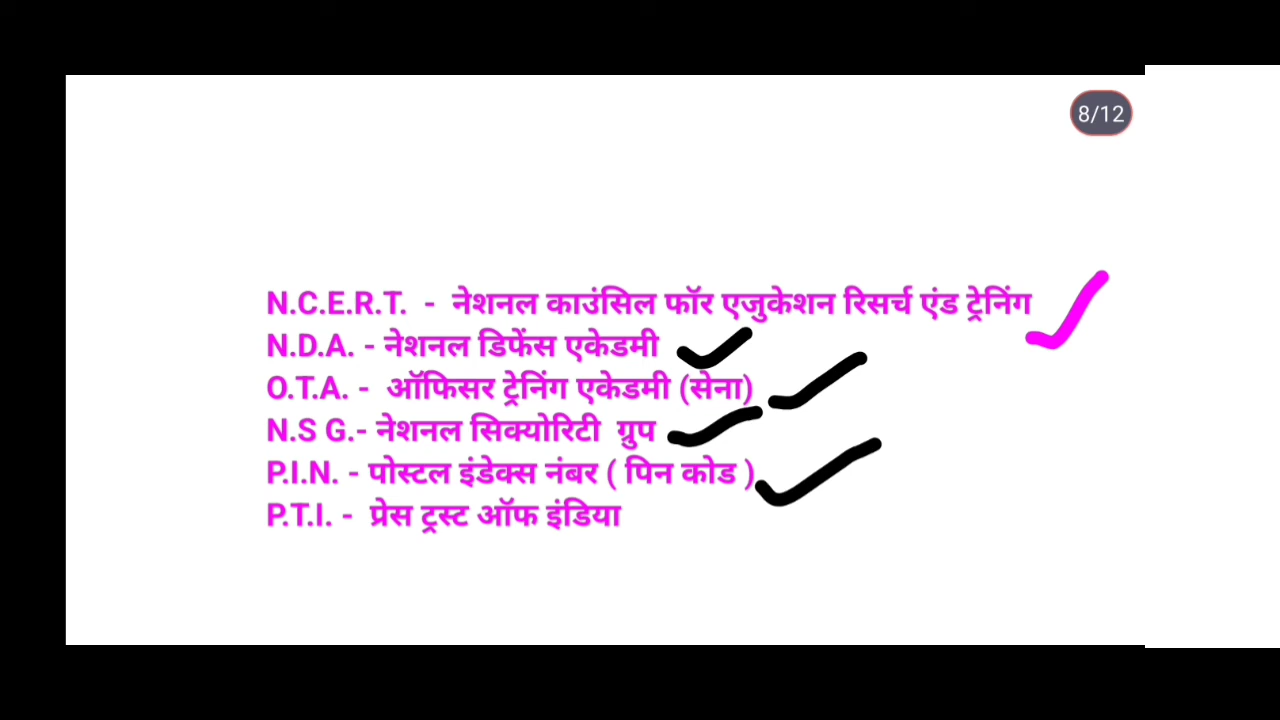 8/12
N.C.E.R.T. - नेशनल काउंसिल फॉर एजुकेशन रिसर्च एंड ट्रेनिंग
N.D.A. - नेशनल डिफेंस एकेडमी
O.T.A. - ऑफिसर ट्रेनिंग एकेडमी (सेना)
N.S G.- नेशनल सिक्योरिटी ग्रुप
P.I.N. - पोस्टल इंडेक्स नंबर ( पिन कोड )
P.T.I. - प्रेस ट्रस्ट ऑफ इंडिया